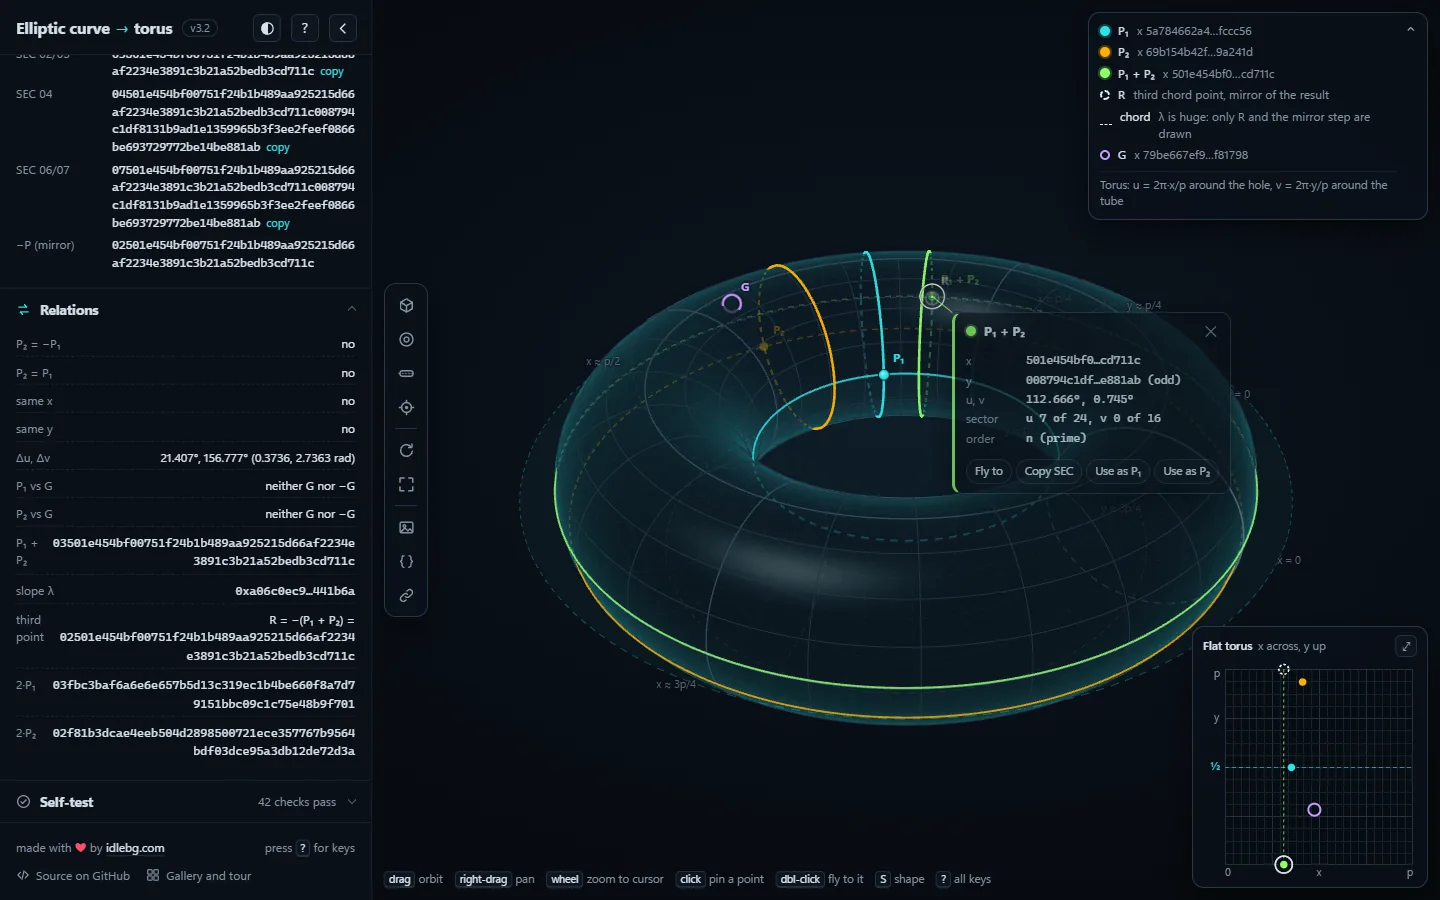 Elliptic curve → torus v3.2 ?
af2234e3891c3b21a52bedb3cd711c copy
SEC 04 04501e454bf00751f24b1b489aa925215d66
af2234e3891c3b21a52bedb3cd711c008794
c1df8131b9ad1e1359965b3f3ee2feef0866
be693729772be14be881ab copy
SEC 06/07 07501e454bf00751f24b1b489aa925215d66
af2234e3891c3b21a52bedb3cd711c008794
c1df8131b9ad1e1359965b3f3ee2feef0866
be693729772be14be881ab copy
−P (mirror) 02501e454bf00751f24b1b489aa925215d66
af2234e3891c3b21a52bedb3cd711c
Relations
P₂ = −P₁ no
P₂ = P₁ no
same x no
same y no
Δu, Δv 21.407°, 156.777° (0.3736, 2.7363 rad)
P₁ vs G neither G nor −G
P₂ vs G neither G nor −G
P₁ + 03501e454bf00751f24b1b489aa925215d66af2234e
P₂ 3891c3b21a52bedb3cd711c
slope λ 0xa06c0ec9…441b6a
third R = −(P₁ + P₂) =
point 02501e454bf00751f24b1b489aa925215d66af2234
e3891c3b21a52bedb3cd711c
2·P₁ 03fbc3baf6a6e6e657b5d13c319ec1b4be660f8a7d7
9151bbc09c1c75e48b9f701
2·P₂ 02f81b3dcae4eeb504d2898500721ece357767b9564
bdf03dce95a3db12de72d3a
Self-test 42 checks pass
made with ❤ by idlebg.com press ? for keys
Source on GitHub Gallery and tour
P₁ x 5a784662a4…fccc56
P₂ x 69b154b42f…9a241d
P₁ + P₂ x 501e454bf0…cd711c
R third chord point, mirror of the result
chord λ is huge: only R and the mirror step are
drawn
G x 79be667ef9…f81798
Torus: u = 2π·x/p around the hole, v = 2π·y/p around the
tube
G
P₂
P₁
x ≈ p/2
y ≈ p/4
= 0
x = 0
x ≈ 3p/4
P₁ + P₂
x 501e454bf0…cd711c
y 008794c1df…e881ab (odd)
u, v 112.666°, 0.745°
sector u 7 of 24, v 0 of 16
order n (prime)
Fly to Copy SEC Use as P₁ Use as P₂
Flat torus x across, y up
p
y
½
0 x p
drag orbit right-drag pan wheel zoom to cursor click pin a point dbl-click fly to it S shape ? all keys